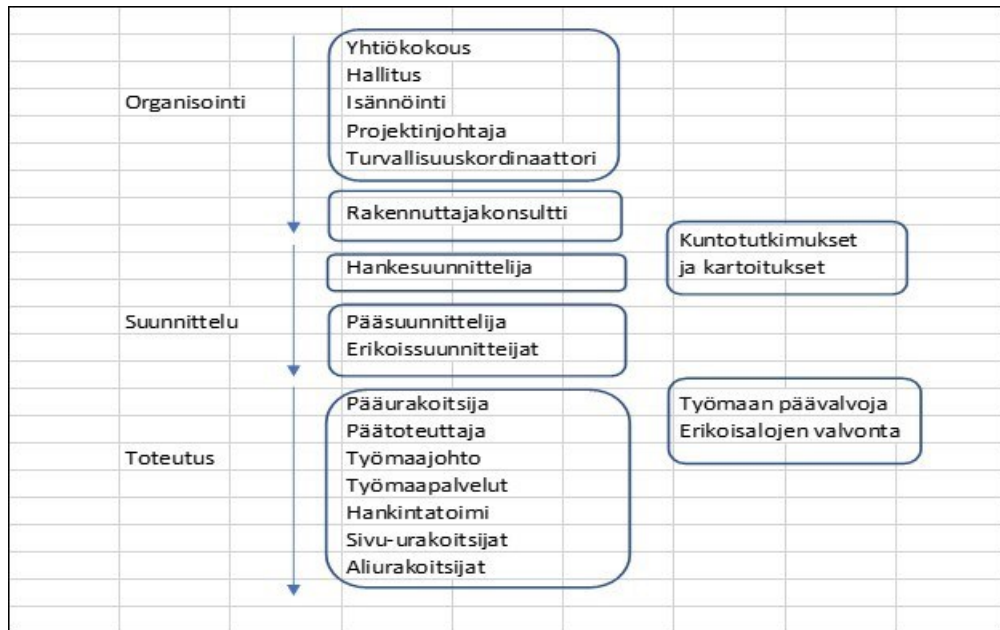 Organisointi
Yhtiökokous
Hallitus
Isännöinti
Projektinjohtaja
Turvallisuuskordinaattori
Rakennuttajakonsultti
Kuntotutkimukset
ja kartoitukset
Suunnittelu
Hankesuunnittelija
Pääsuunnittelija
Erikoissuunnitteijat
Toteutus
Pääurakoitsija
Päätoteuttaja
Työmaajohto
Työmaapalvelut
Hankintatoimi
Sivu-urakoitsijat
Aliurakoitsijat
Työmaan päävalvoja
Erikoisalojen valvonta